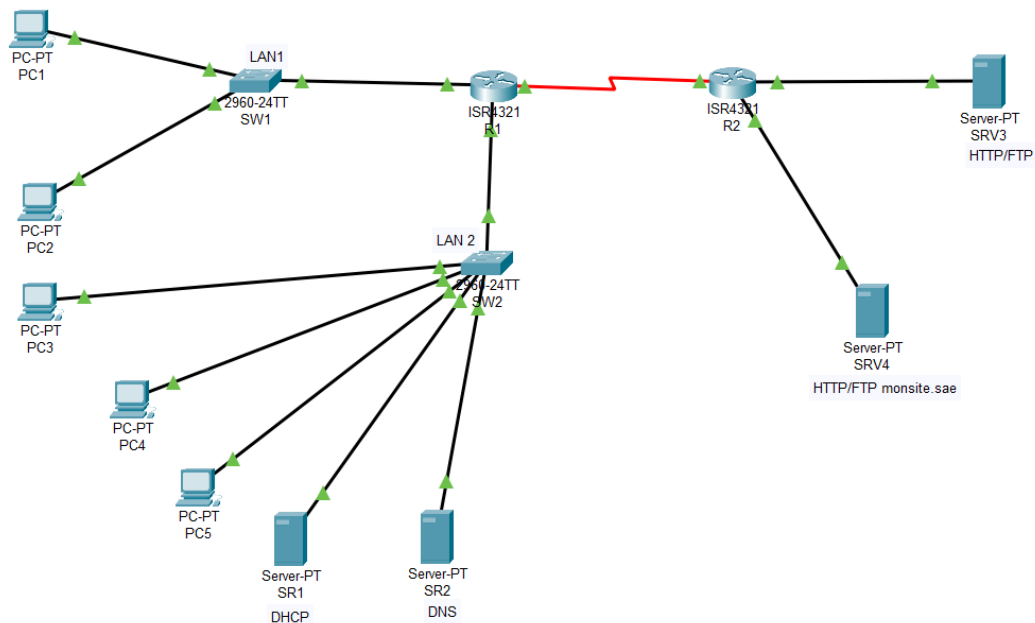 PC-PT
PC1
LAN1
2960-24TT
SW1
ISR4321
R1
ISR4321
R2
Server-PT
SRV3
HTTP/FTP
PC-PT
PC2
LAN 2
2960-24TT
SW2
PC-PT
PC3
Server-PT
SRV4
HTTP/FTP monsite.sae
PC-PT
PC4
PC-PT
PC5
Server-PT
SR1
DHCP
Server-PT
SR2
DNS